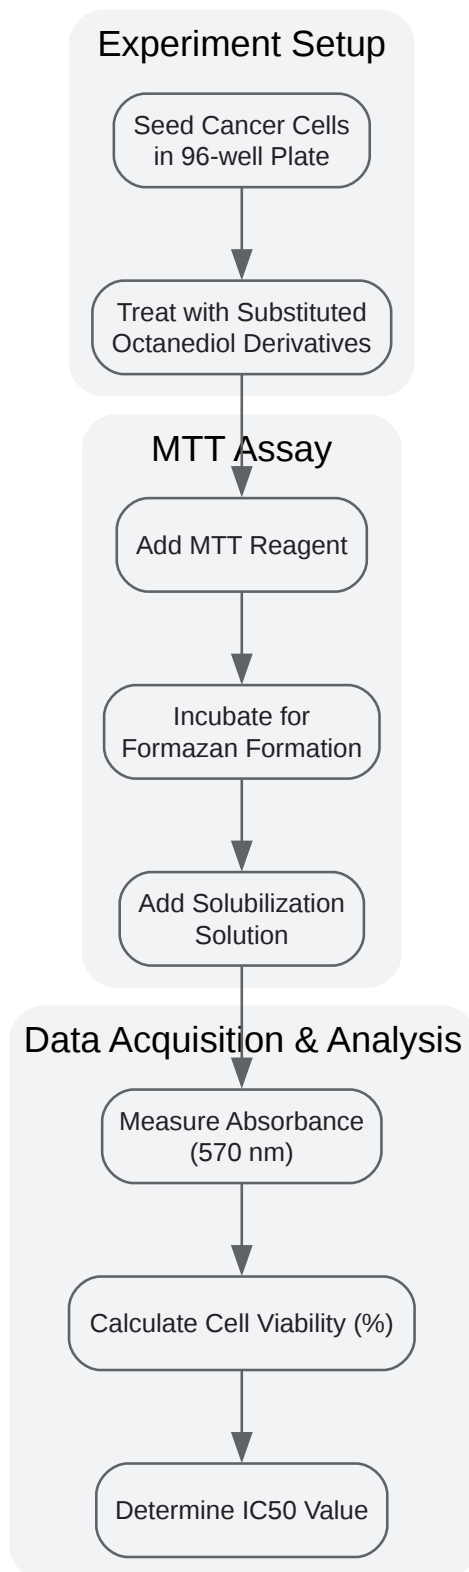 Experiment Setup
Seed Cancer Cells
in 96-well Plate
Treat with Substituted
Octanediol Derivatives
MTT Assay
Add MTT Reagent
Incubate for
Formazan Formation
Add Solubilization
Solution
Data Acquisition & Analysis
Measure Absorbance
(570 nm)
Calculate Cell Viability (%)
Determine IC50 Value